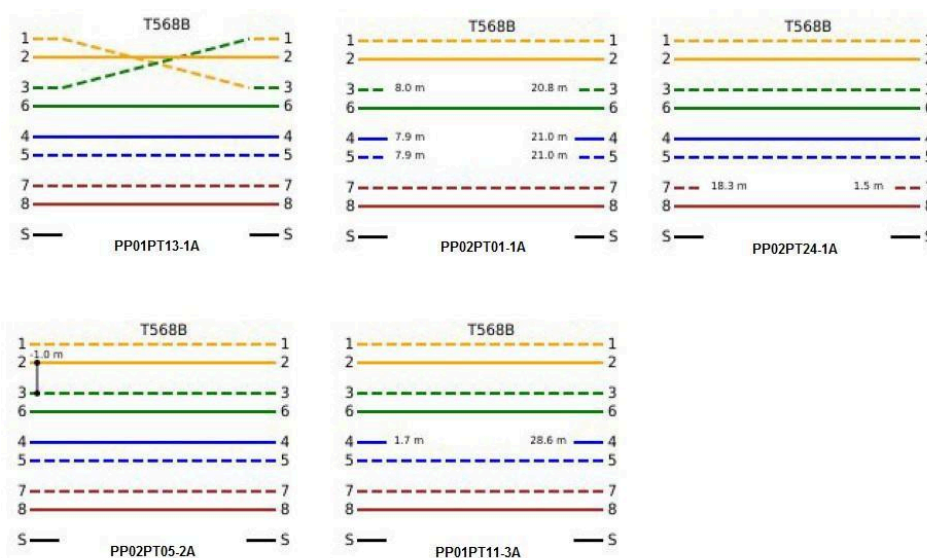 T568B
1 1
2 2
3 3
6 6
4 4
5 5
7 7
8 8
S S
PP01PT13-1A
T568B
1 1
2 2
3 8.0 m 20.8 m 3
6 6
4 7.9 m 21.0 m 4
5 7.9 m 21.0 m 5
7 7
8 8
S S
PP02PT01-1A
T568B
1
2
3
6
4
5
7 18.3 m 1.5 m
8
S
PP02PT24-1A
T568B
1 1
-1.0 m
2 2
3 3
6 6
4 4
5 5
7 7
8 8
S S
PP02PT05-2A
T568B
1 1
2 2
3 3
6 6
4 1.7 m 28.6 m 4
5 5
7 7
8 8
S S
PP01PT11-3A